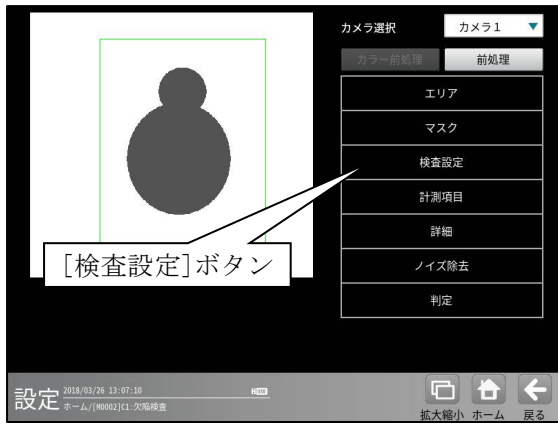 カメラ選択
カメラ1
カラー前処理
前処理
エリア
マスク
検査設定
計測項目
詳細
ノイズ除去
判定
[検査設定]ボタン
設定
2018/03/26 13:07:10
ホーム/[M0002]C1:欠陥検査
拡大縮小
ホーム
戻る